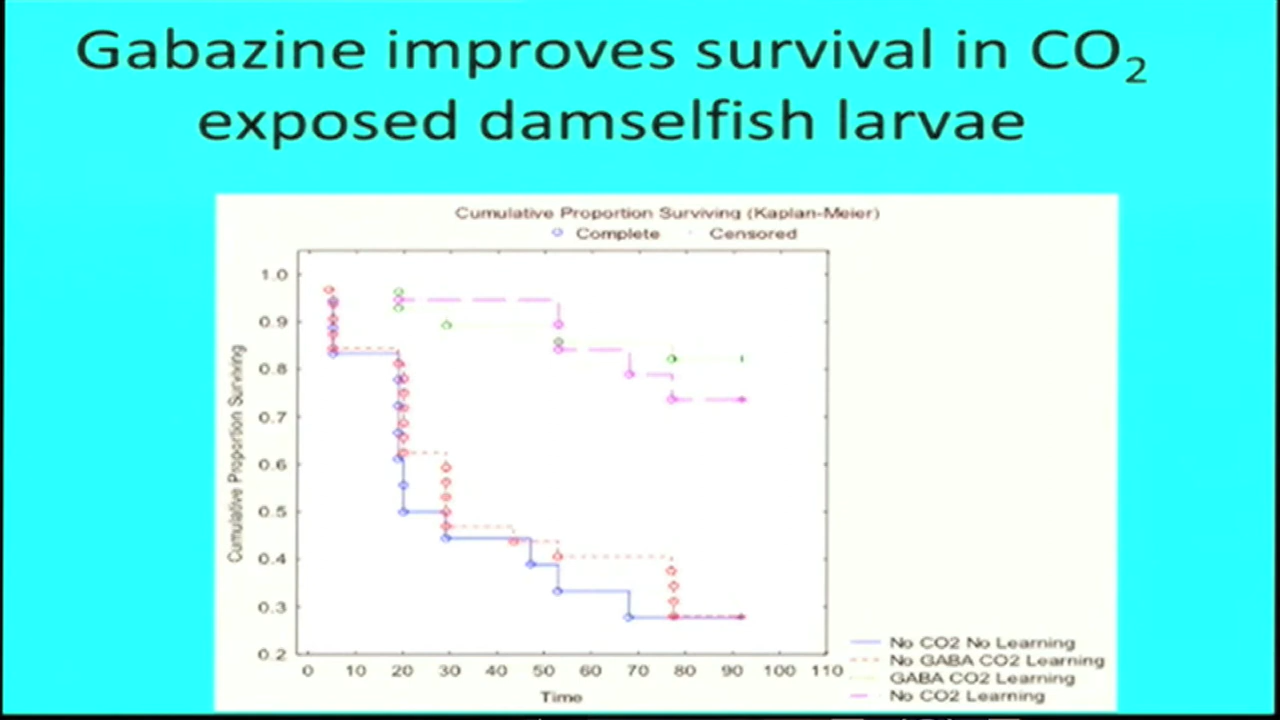 Gabazine improves survival in CO₂
exposed damselfish larvae
Cumulative Proportion Surviving (Kaplan-Meier)
Complete Censored
Cumulative Proportion Surviving
1.0
0.9
0.8
0.7
0.6
0.5
0.4
0.3
0.2
0 10 20 30 40 50 60 70 80 90 100 110
Time
No CO2 No Learning
No GABA CO2 Learning
GABA CO2 Learning
No CO2 Learning